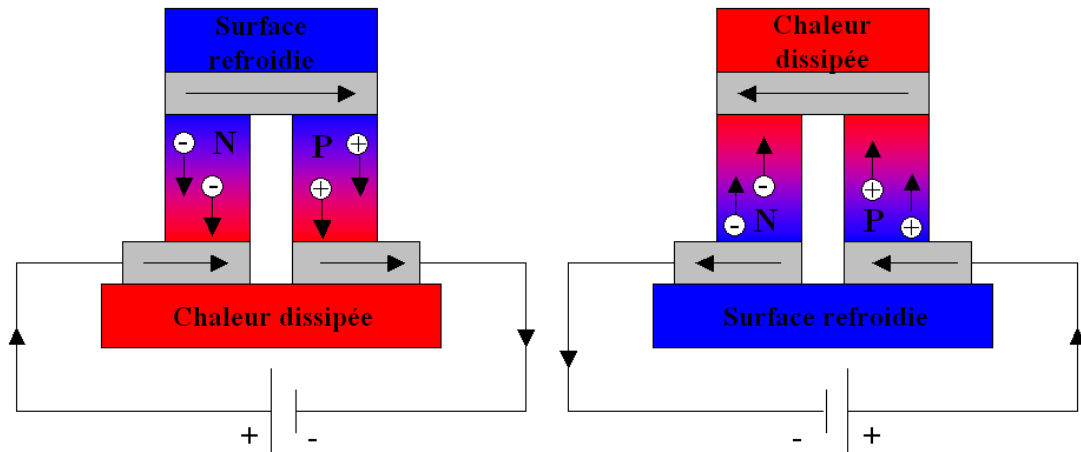 Surface
refroidie
N
P
Chaleur dissipée
+ -
Chaleur
dissipée
N
P
Surface refroidie
- +